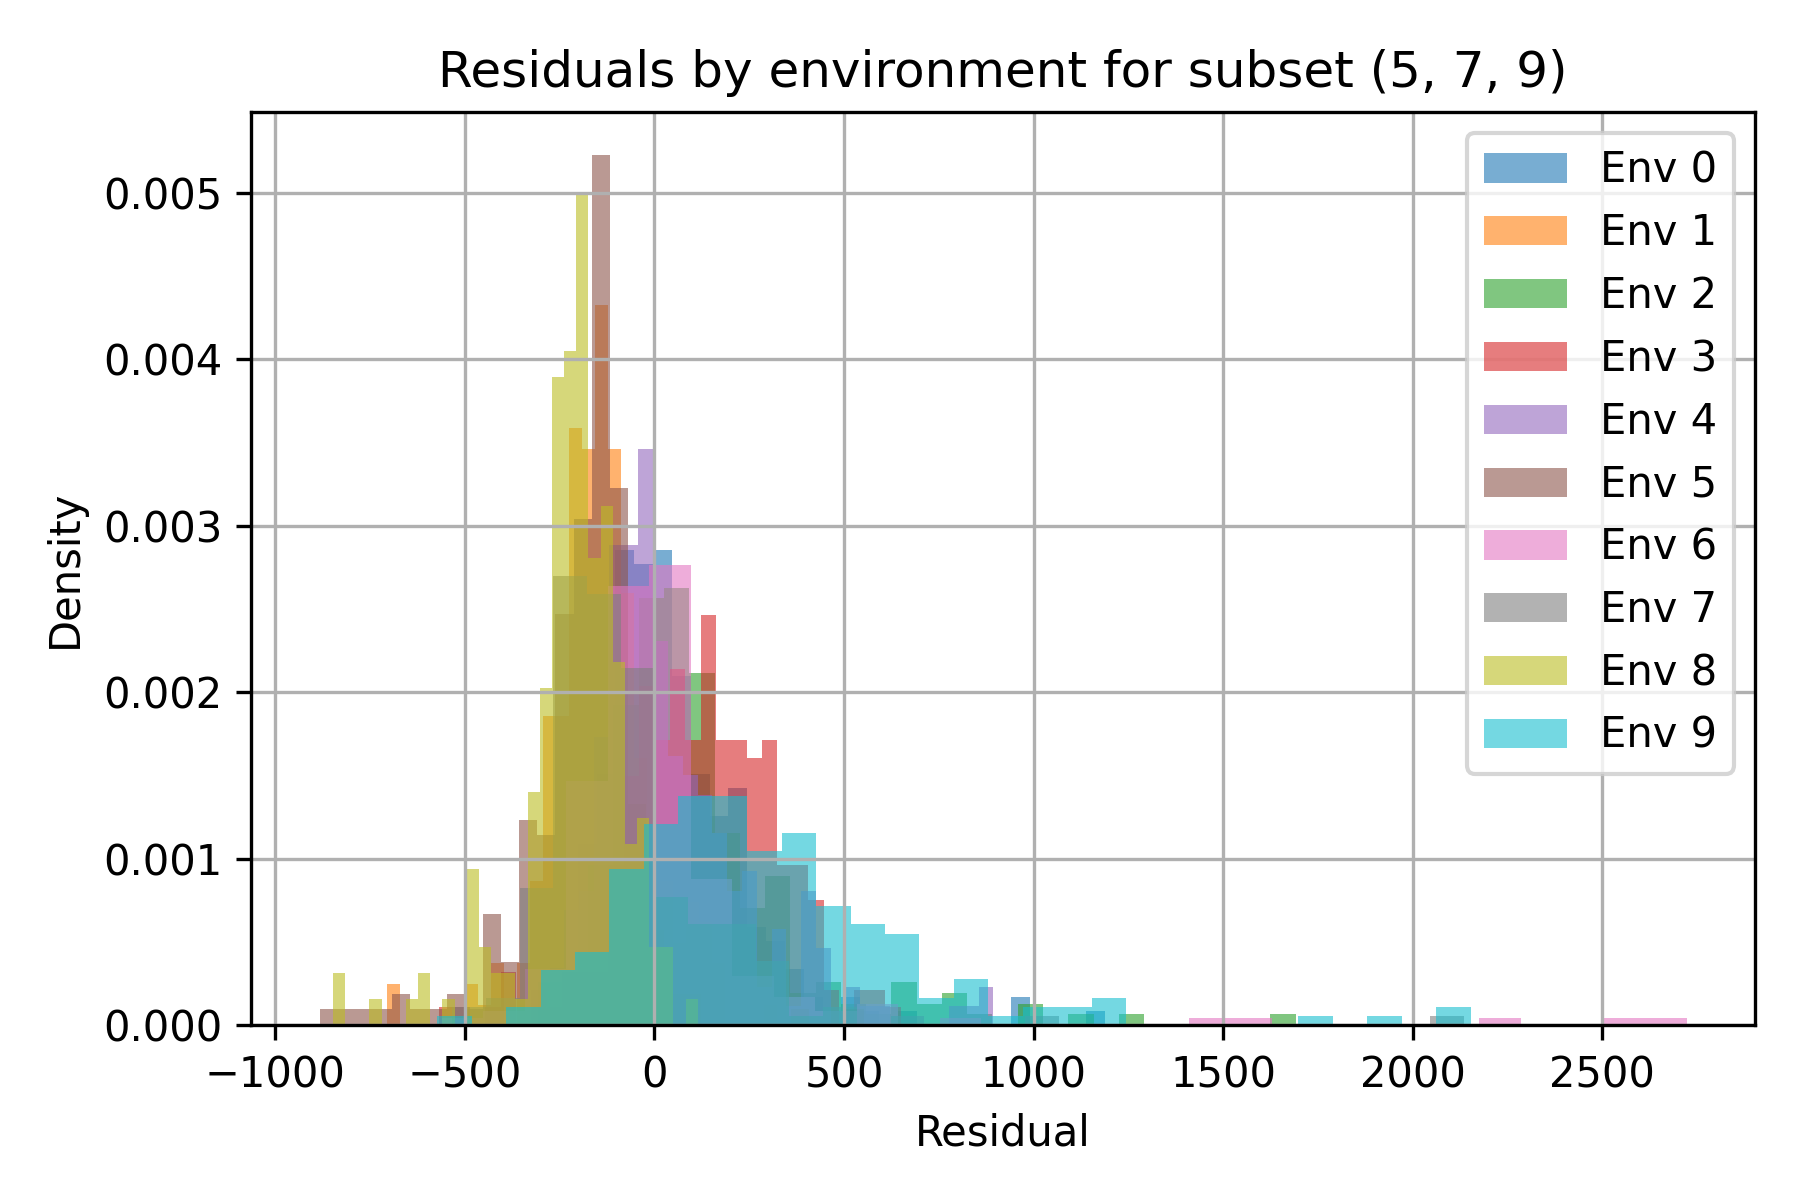 Residuals by environment for subset (5, 7, 9)
Density
0.005
0.004
0.003
0.002
0.001
0.000
−1000 −500 0 500 1000 1500 2000 2500
Residual
Env 0
Env 1
Env 2
Env 3
Env 4
Env 5
Env 6
Env 7
Env 8
Env 9